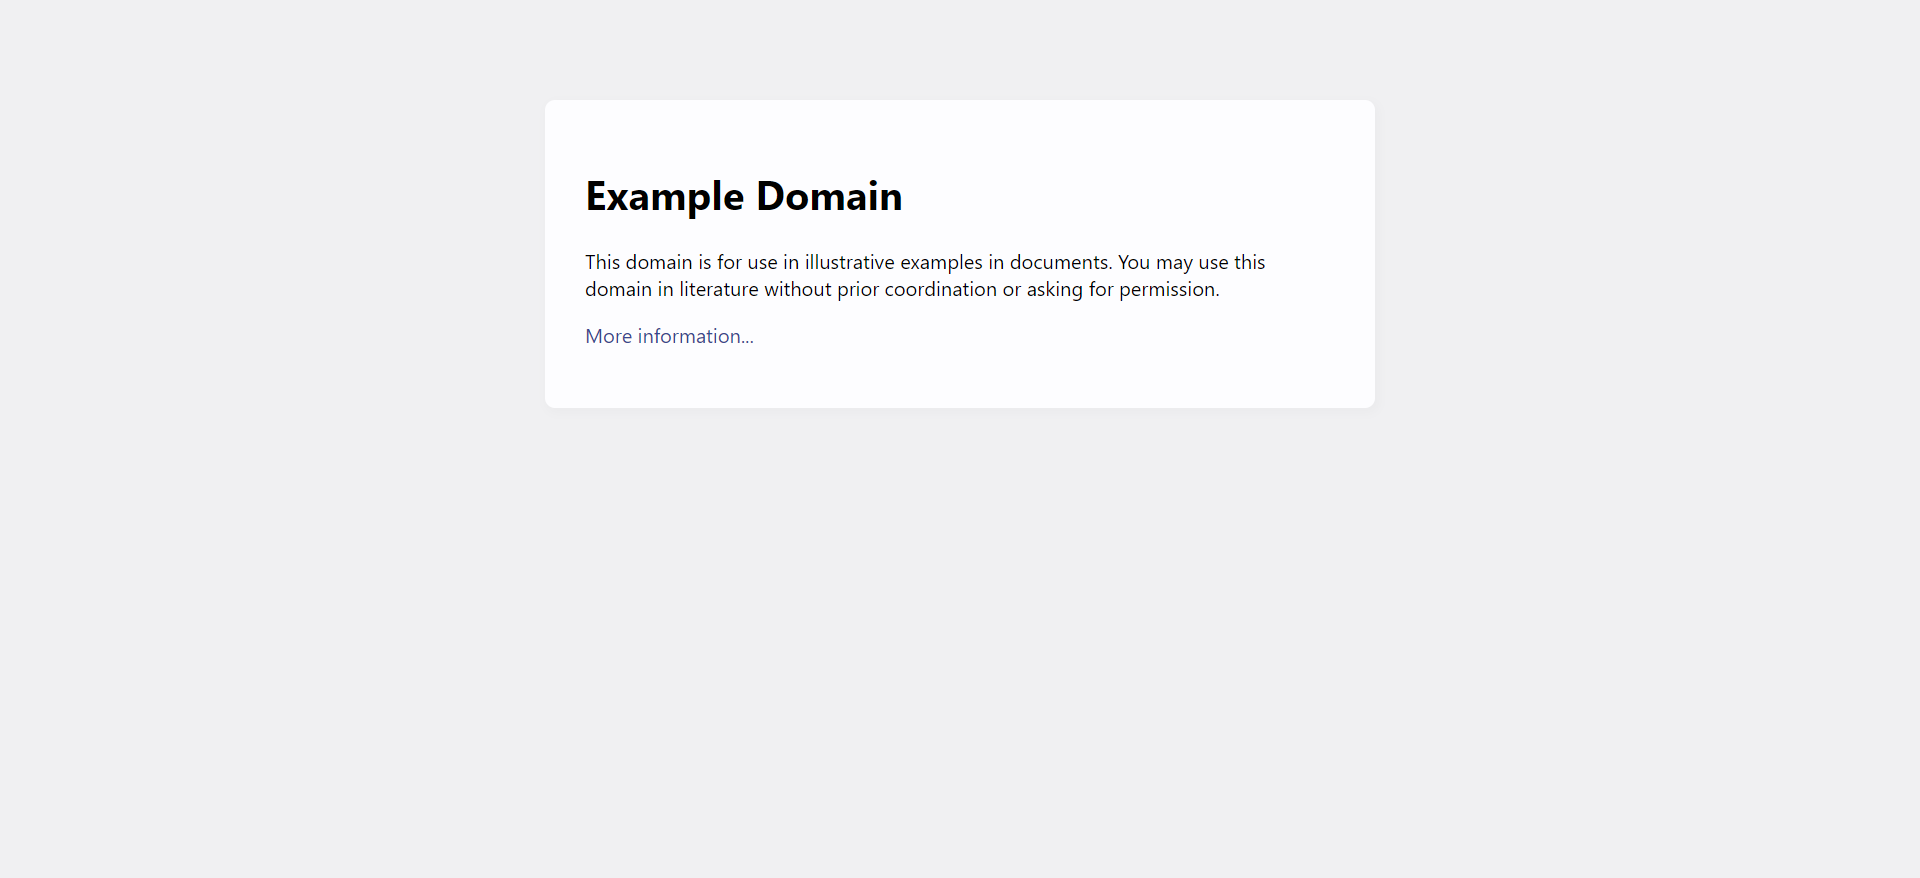 Example Domain
This domain is for use in illustrative examples in documents. You may use this
domain in literature without prior coordination or asking for permission.
More information...